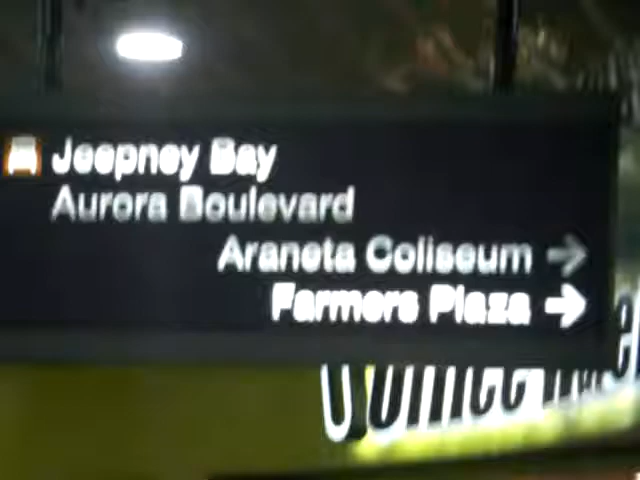 Jeepney Bay
Aurora Boulevard
Araneta Coliseum
Farmers Plaza